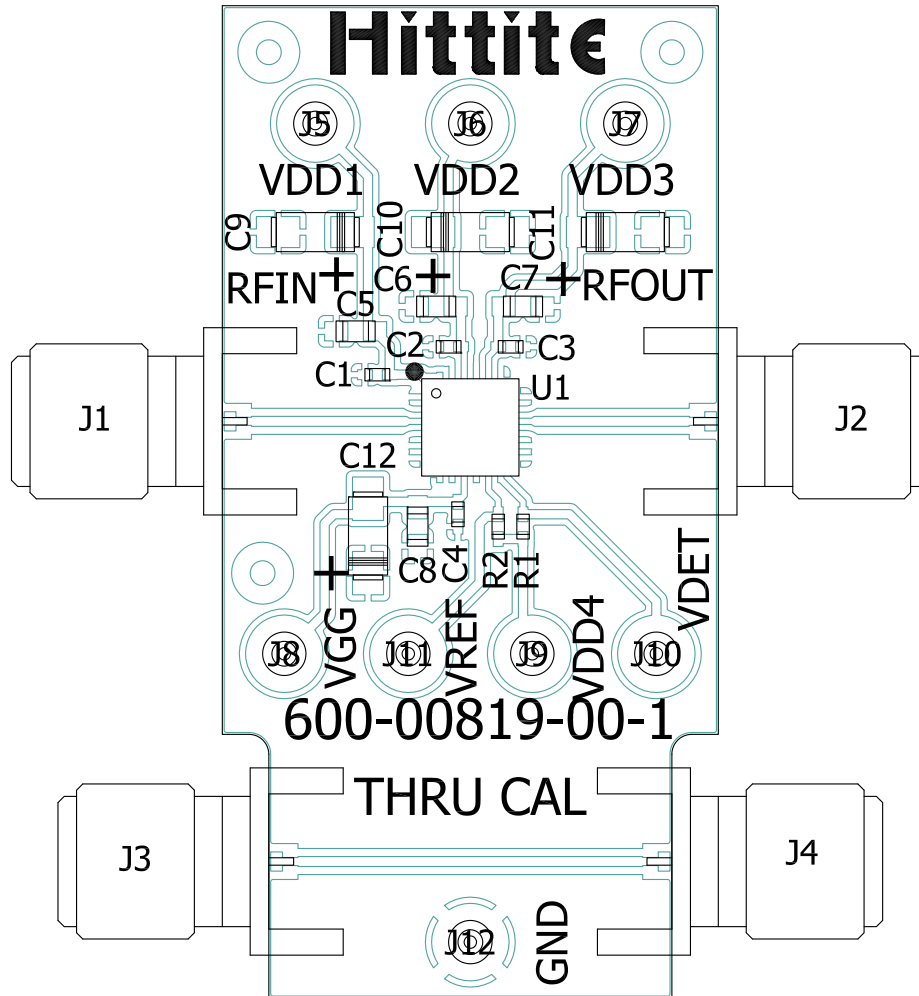 Hittite
J5
J6
J7
VDD1
VDD2
VDD3
C9
C10
C11
RFIN
+
C6
+
C7
+
RFOUT
C5
C2
C3
C1
U1
J1
J2
C12
VDET
+
C8
C4
R2
R1
VGG
VREF
VDD4
J8
J11
J9
J10
600-00819-00-1
THRU CAL
J3
J4
J12
GND